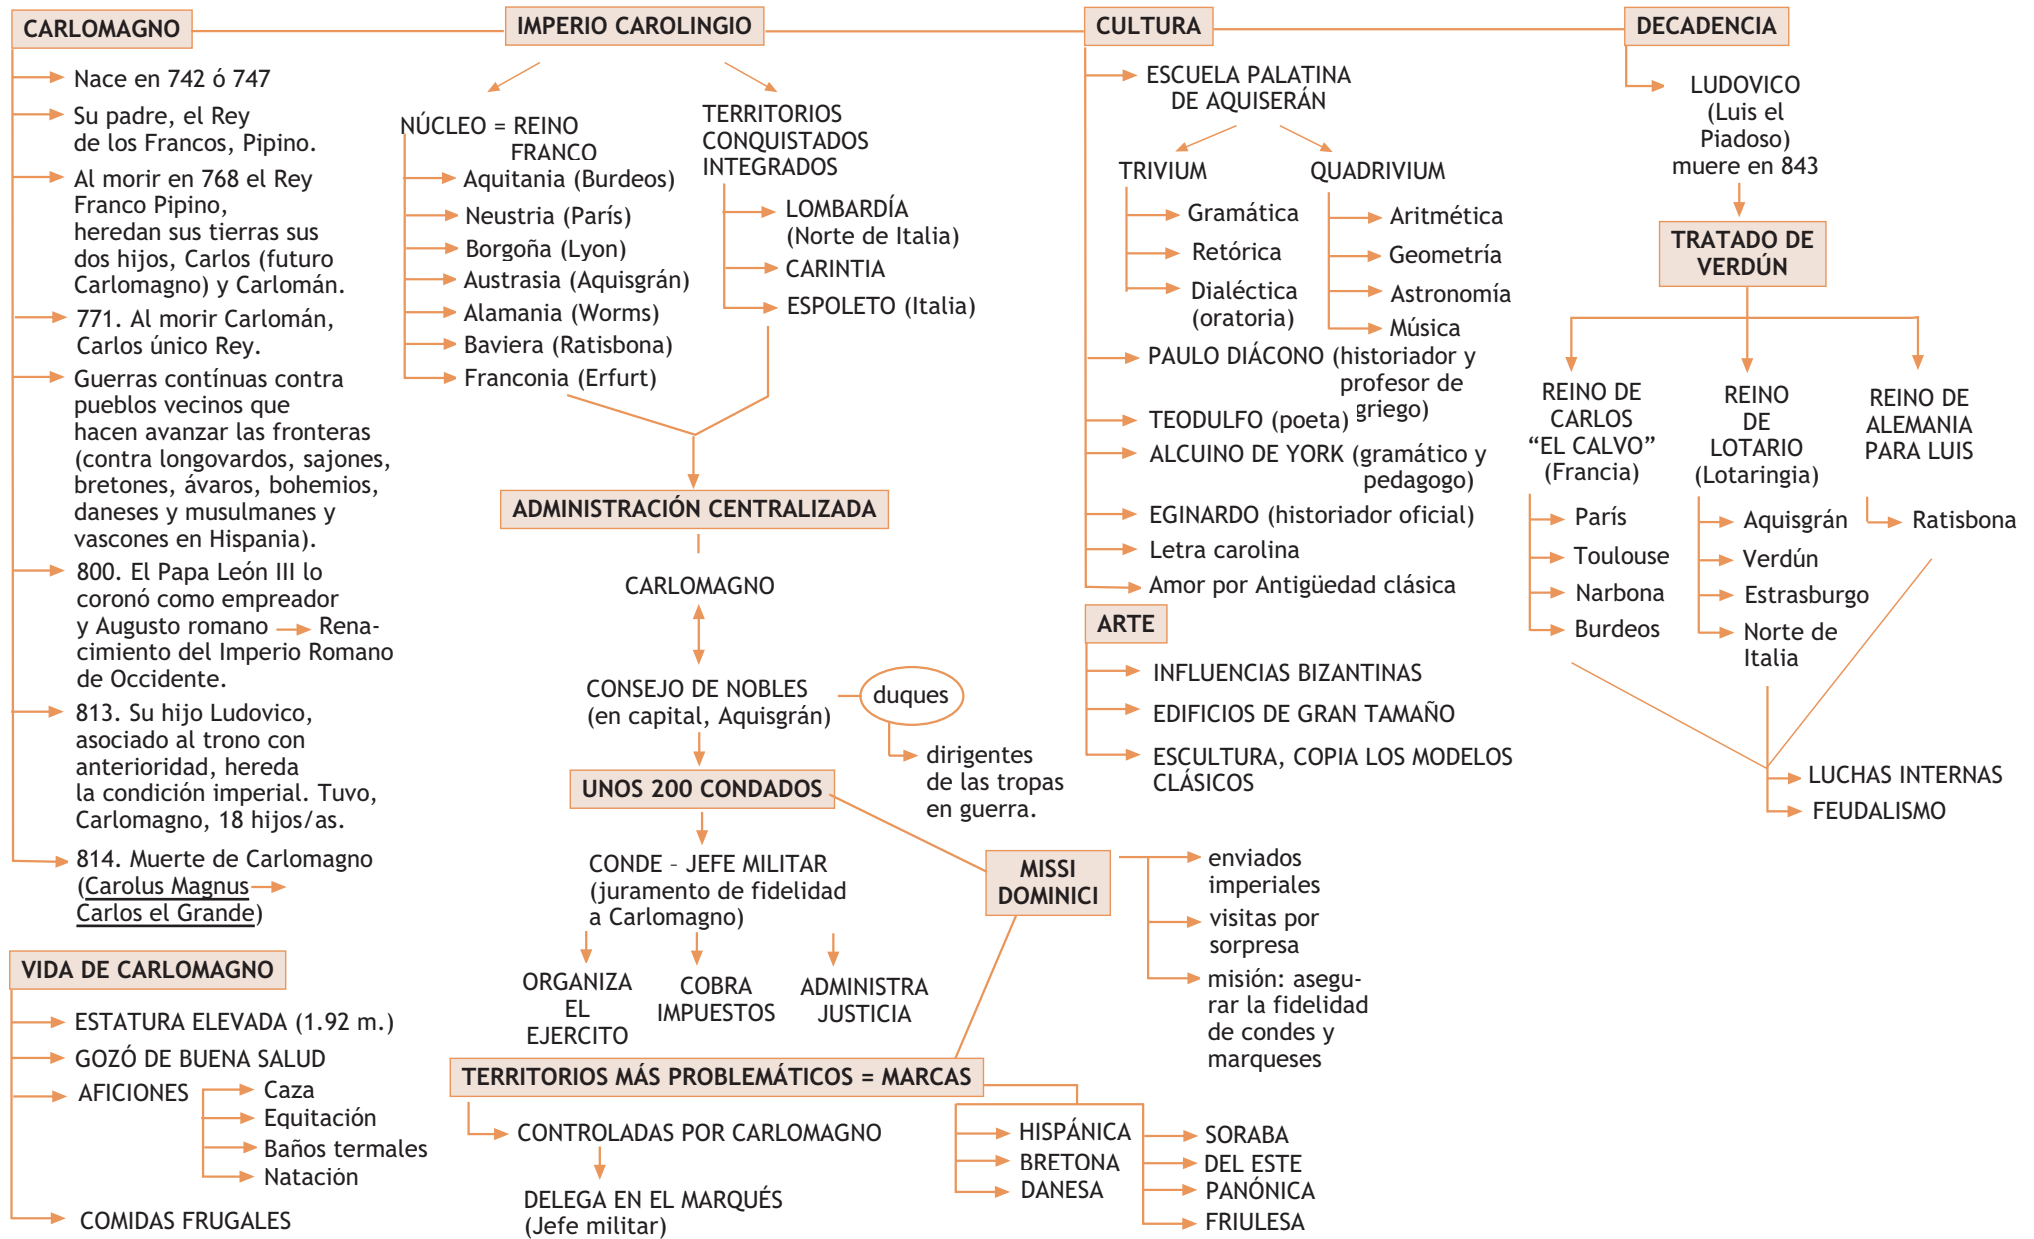 CARLOMAGNO
Nace en 742 ó 747
Su padre, el Rey
de los Francos, Pipino.
Al morir en 768 el Rey
Franco Pipino,
heredan sus tierras sus
dos hijos, Carlos (futuro
Carlomagno) y Carlomán.
771. Al morir Carlomán,
Carlos único Rey.
Guerras contínuas contra
pueblos vecinos que
hacen avanzar las fronteras
(contra longovardos, sajones,
bretones, ávaros, bohemios,
daneses y musulmanes y
vascones en Hispania).
800. El Papa León III lo
coronó como empreador
y Augusto romano Rena-
cimiento del Imperio Romano
de Occidente.
813. Su hijo Ludovico,
asociado al trono con
anterioridad, hereda
la condición imperial. Tuvo,
Carlomagno, 18 hijos/as.
814. Muerte de Carlomagno
(Carolus Magnus
Carlos el Grande)
VIDA DE CARLOMAGNO
ESTATURA ELEVADA (1.92 m.)
GOZÓ DE BUENA SALUD
AFICIONES
Caza
Equitación
Baños termales
Natación
COMIDAS FRUGALES
IMPERIO CAROLINGIO
NÚCLEO = REINO
FRANCO
Aquitania (Burdeos)
Neustria (París)
Borgoña (Lyon)
Austrasia (Aquisgrán)
Alamania (Worms)
Baviera (Ratisbona)
Franconia (Erfurt)
TERRITORIOS
CONQUISTADOS
INTEGRADOS
LOMBARDÍA
(Norte de Italia)
CARINTIA
ESPOLETO (Italia)
ADMINISTRACIÓN CENTRALIZADA
CARLOMAGNO
CONSEJO DE NOBLES
(en capital, Aquisgrán)
duques
dirigentes
de las tropas
en guerra.
UNOS 200 CONDADOS
CONDE – JEFE MILITAR
(juramento de fidelidad
a Carlomagno)
ORGANIZA
EL
EJERCITO
COBRA
IMPUESTOS
ADMINISTRA
JUSTICIA
MISSI
DOMINICI
enviados
imperiales
visitas por
sorpresa
misión: asegu-
rar la fidelidad
de condes y
marqueses
TERRITORIOS MÁS PROBLEMÁTICOS = MARCAS
CONTROLADAS POR CARLOMAGNO
DELEGA EN EL MARQUÉS
(Jefe militar)
HISPÁNICA
BRETONA
DANESA
SORABA
DEL ESTE
PANÓNICA
FRIULESA
CULTURA
ESCUELA PALATINA
DE AQUISERÁN
TRIVIUM
Gramática
Retórica
Dialéctica
(oratoria)
QUADRIVIUM
Aritmética
Geometría
Astronomía
Música
PAULO DIÁCONO (historiador y
profesor de
griego)
TEODULFO (poeta)
ALCUINO DE YORK (gramático y
pedagogo)
EGINARDO (historiador oficial)
Letra carolina
Amor por Antigüedad clásica
ARTE
INFLUENCIAS BIZANTINAS
EDIFICIOS DE GRAN TAMAÑO
ESCULTURA, COPIA LOS MODELOS
CLÁSICOS
DECADENCIA
LUDOVICO
(Luis el
Piadoso)
muere en 843
TRATADO DE
VERDÚN
REINO DE
CARLOS
“EL CALVO”
(Francia)
París
Toulouse
Narbona
Burdeos
REINO
DE
LOTARIO
(Lotaringia)
Aquisgrán
Verdún
Estrasburgo
Norte de
Italia
REINO DE
ALEMANIA
PARA LUIS
Ratisbona
LUCHAS INTERNAS
FEUDALISMO